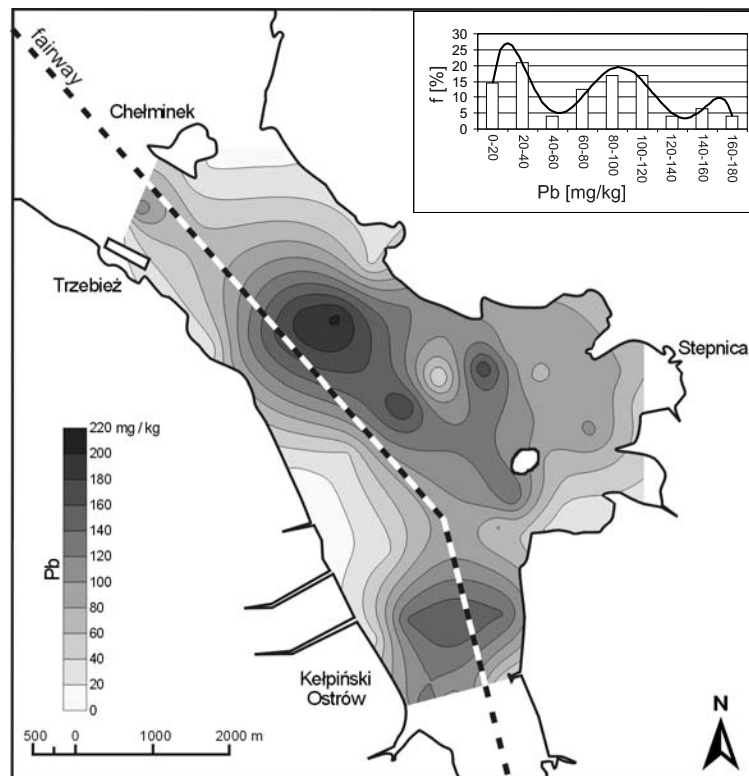 fairway
Chełminek
Trzebież
Stepnica
Kełpiński
Ostrów
30
25
20
15
10
5
0
f [%]
0-20
20-40
40-60
60-80
80-100
100-120
120-140
140-160
160-180
Pb [mg/kg]
220 mg / kg
200
180
160
140
120
100
80
60
40
20
0
Pb
500 0 1000 2000 m
N